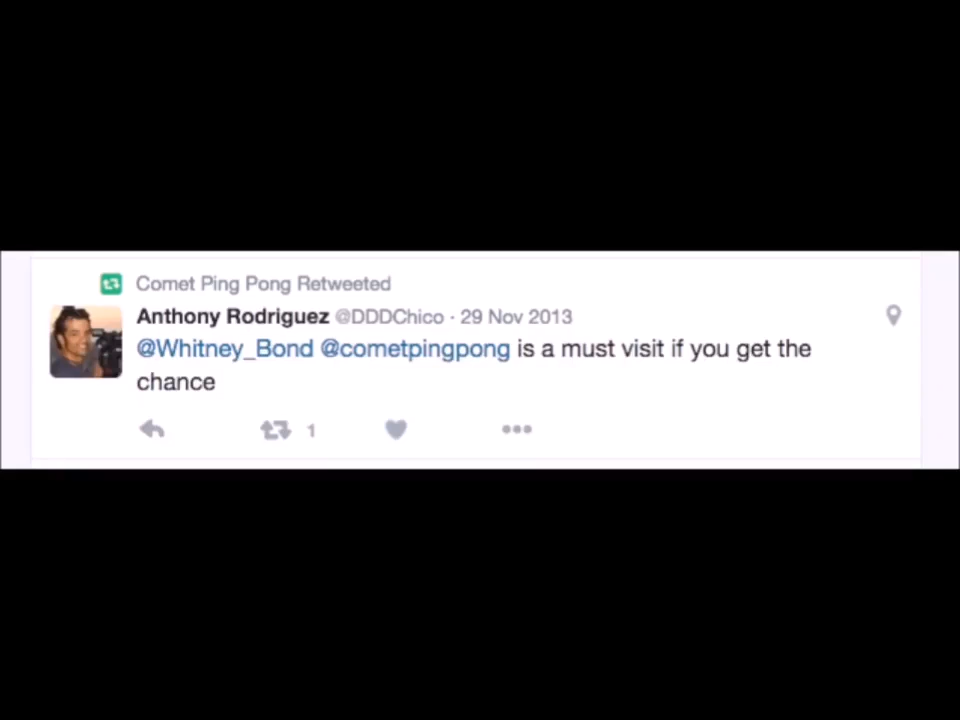 Comet Ping Pong Retweeted
Anthony Rodriguez @DDDChico · 29 Nov 2013
@Whitney_Bond @cometpingpong is a must visit if you get the
chance
1